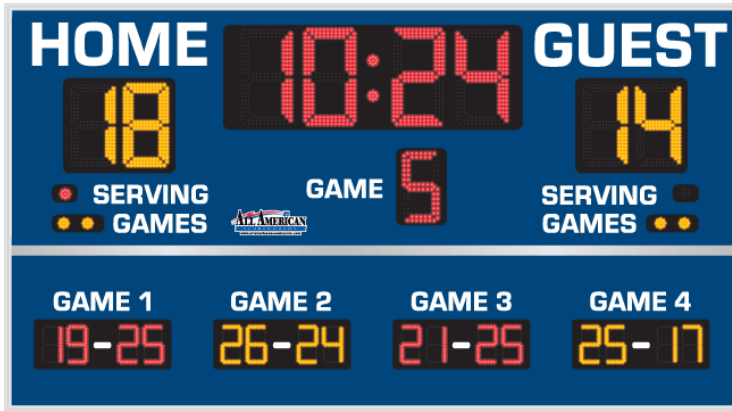 HOME 10:24 GUEST
18 14
GAME 5
SERVING SERVING
GAMES GAMES
ALL AMERICAN
GAME 1 GAME 2 GAME 3 GAME 4
19-25 26-24 21-25 25-17